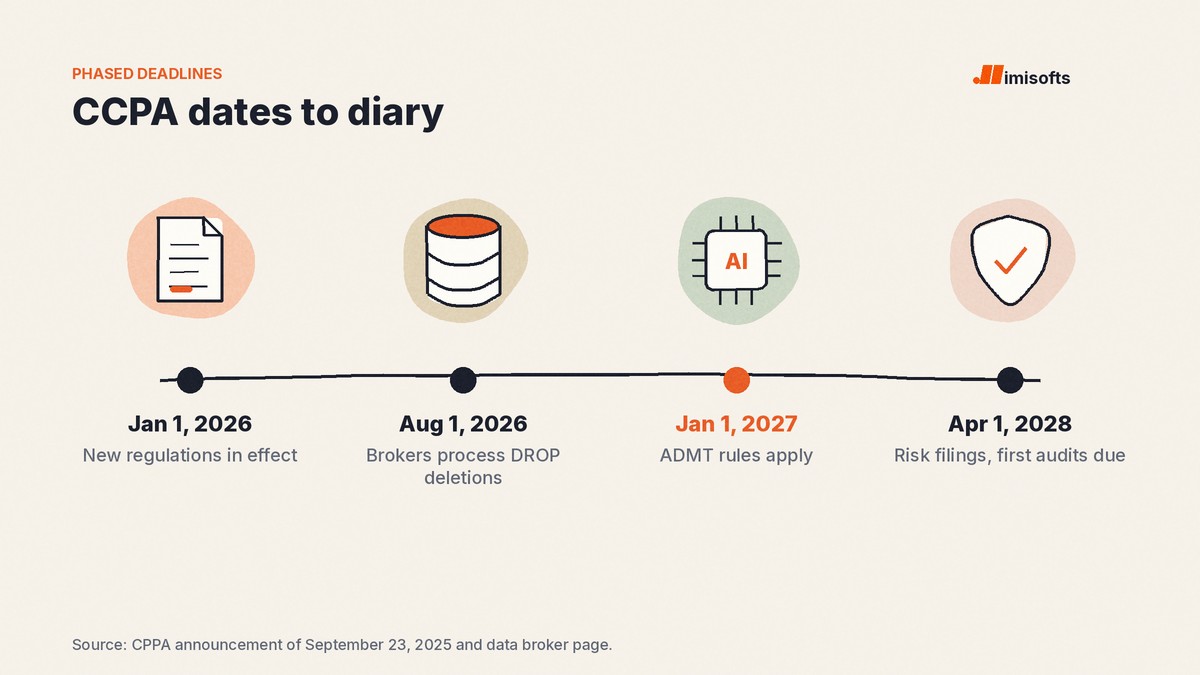 PHASED DEADLINES
imisofts
CCPA dates to diary
AI
Jan 1, 2026
Aug 1, 2026
Jan 1, 2027
Apr 1, 2028
New regulations in effect
Brokers process DROP
deletions
ADMT rules apply
Risk filings, first audits due
Source: CPPA announcement of September 23, 2025 and data broker page.